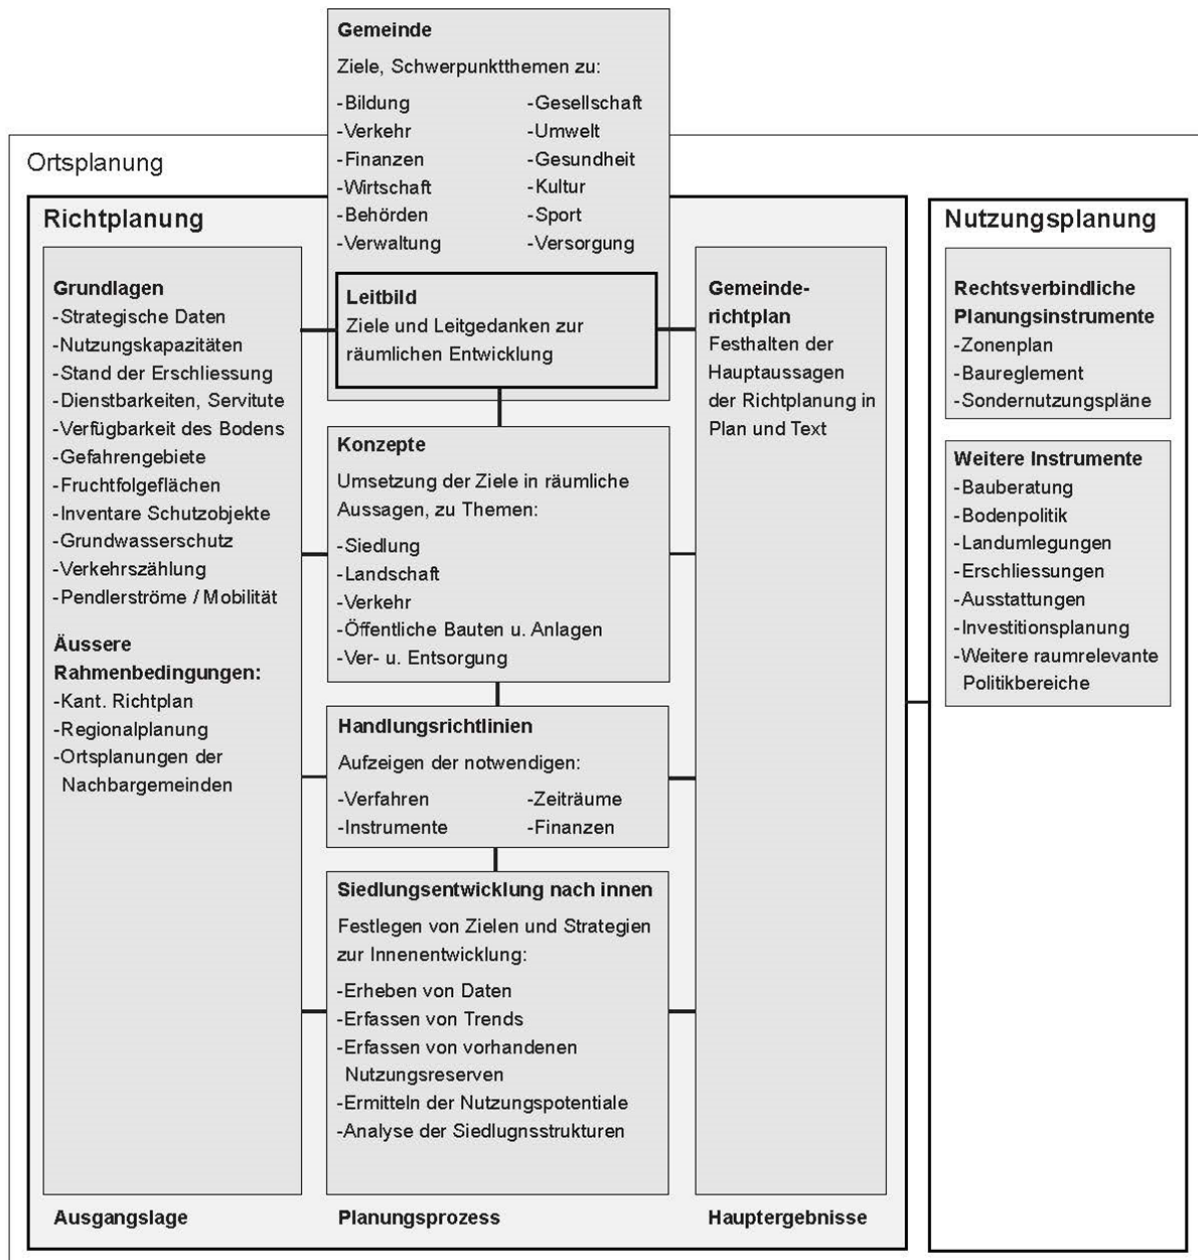 Gemeinde
Ziele, Schwerpunktthemen zu:
-Bildung
-Verkehr
-Finanzen
-Wirtschaft
-Behörden
-Verwaltung
-Gesellschaft
-Umwelt
-Gesundheit
-Kultur
-Sport
-Versorgung
Ortsplanung
Richtplanung
Grundlagen
-Strategische Daten
-Nutzungskapazitäten
-Stand der Erschliessung
-Dienstbarkeiten, Servitute
-Verfügbarkeit des Bodens
-Gefahrengebiete
-Fruchtfolgeflächen
-Inventare Schutzobjekte
-Grundwasserschutz
-Verkehrszählung
-Pendlerströme / Mobilität
Äussere
Rahmenbedingungen:
-Kant. Richtplan
-Regionalplanung
-Ortsplanungen der
Nachbargemeinden
Ausgangslage
Leitbild
Ziele und Leitgedanken zur
räumlichen Entwicklung
Konzepte
Umsetzung der Ziele in räumliche
Aussagen, zu Themen:
-Siedlung
-Landschaft
-Verkehr
-Öffentliche Bauten u. Anlagen
-Ver- u. Entsorgung
Handlungsrichtlinien
Aufzeigen der notwendigen:
-Verfahren
-Instrumente
-Zeiträume
-Finanzen
Siedlungsentwicklung nach innen
Festlegen von Zielen und Strategien
zur Innenentwicklung:
-Erheben von Daten
-Erfassen von Trends
-Erfassen von vorhandenen
Nutzungsreserven
-Ermitteln der Nutzungspotentiale
-Analyse der Siedlugnsstrukturen
Planungsprozess
Gemeinde-
richtplan
Festhalten der
Hauptaussagen
der Richtplanung in
Plan und Text
Hauptergebnisse
Nutzungsplanung
Rechtsverbindliche
Planungsinstrumente
-Zonenplan
-Baureglement
-Sondernutzungspläne
Weitere Instrumente
-Bauberatung
-Bodenpolitik
-Landumlegungen
-Erschliessungen
-Ausstattungen
-Investitionsplanung
-Weitere raumrelevante
Politikbereiche